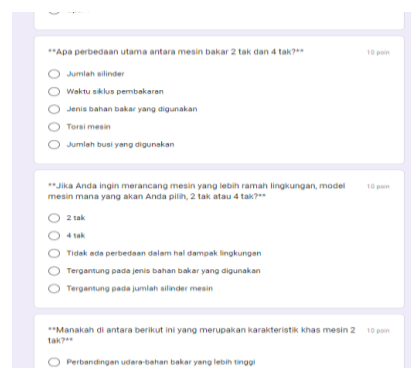 **Apa perbedaan utama antara mesin bakar 2 tak dan 4 tak?**
10 poin
Jumlah silinder
Waktu siklus pembakaran
Jenis bahan bakar yang digunakan
Torsi mesin
Jumlah busi yang digunakan
**Jika Anda ingin merancang mesin yang lebih ramah lingkungan, model
10 poin
mesin mana yang akan Anda pilih, 2 tak atau 4 tak?**
2 tak
4 tak
Tidak ada perbedaan dalam hal dampak lingkungan
Tergantung pada jenis bahan bakar yang digunakan
Tergantung pada jumlah silinder mesin
**Manakah di antara berikut ini yang merupakan karakteristik khas mesin 2
10 poin
tak?**
Perbandingan udara-bahan bakar yang lebih tinggi